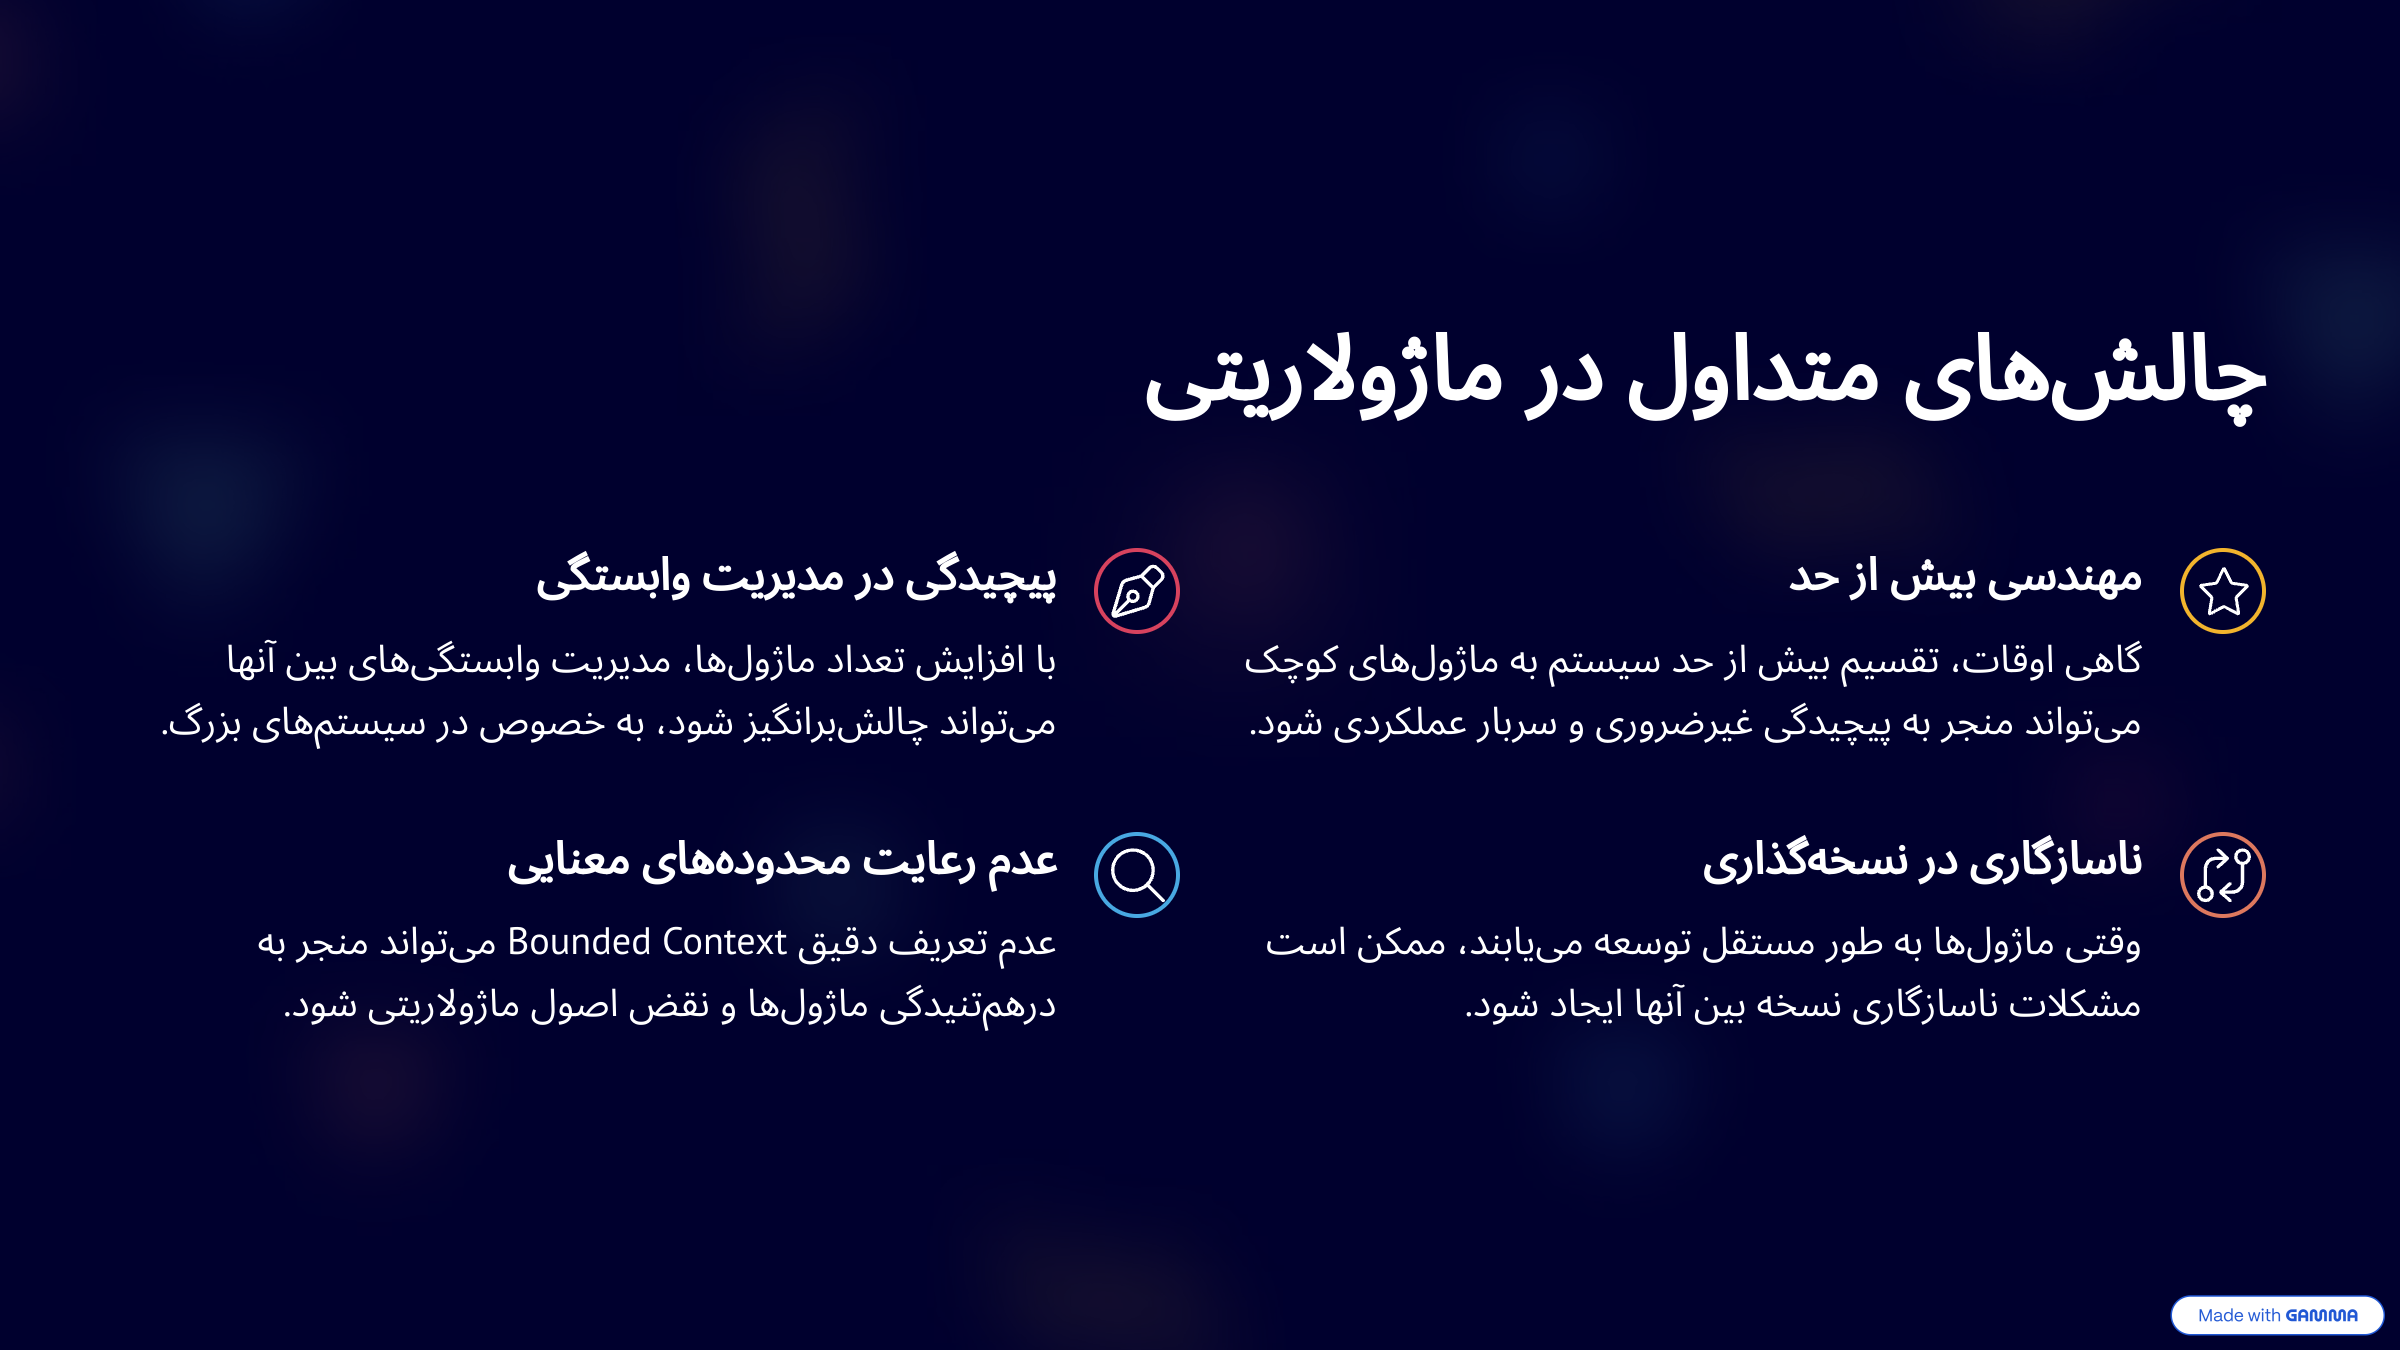 چالش‌های متداول در ماژولاریتی
مهندسی بیش از حد
گاهی اوقات، تقسیم بیش از حد سیستم به ماژول‌های کوچک
می‌تواند منجر به پیچیدگی غیرضروری و سربار عملکردی شود.
پیچیدگی در مدیریت وابستگی
با افزایش تعداد ماژول‌ها، مدیریت وابستگی‌های بین آنها
می‌تواند چالش‌برانگیز شود، به خصوص در سیستم‌های بزرگ.
ناسازگاری در نسخه‌گذاری
وقتی ماژول‌ها به طور مستقل توسعه می‌یابند، ممکن است
مشکلات ناسازگاری نسخه بین آنها ایجاد شود.
عدم رعایت محدوده‌های معنایی
عدم تعریف دقیق Bounded Context می‌تواند منجر به
درهم‌تنیدگی ماژول‌ها و نقض اصول ماژولاریتی شود.
Made with GAMMA